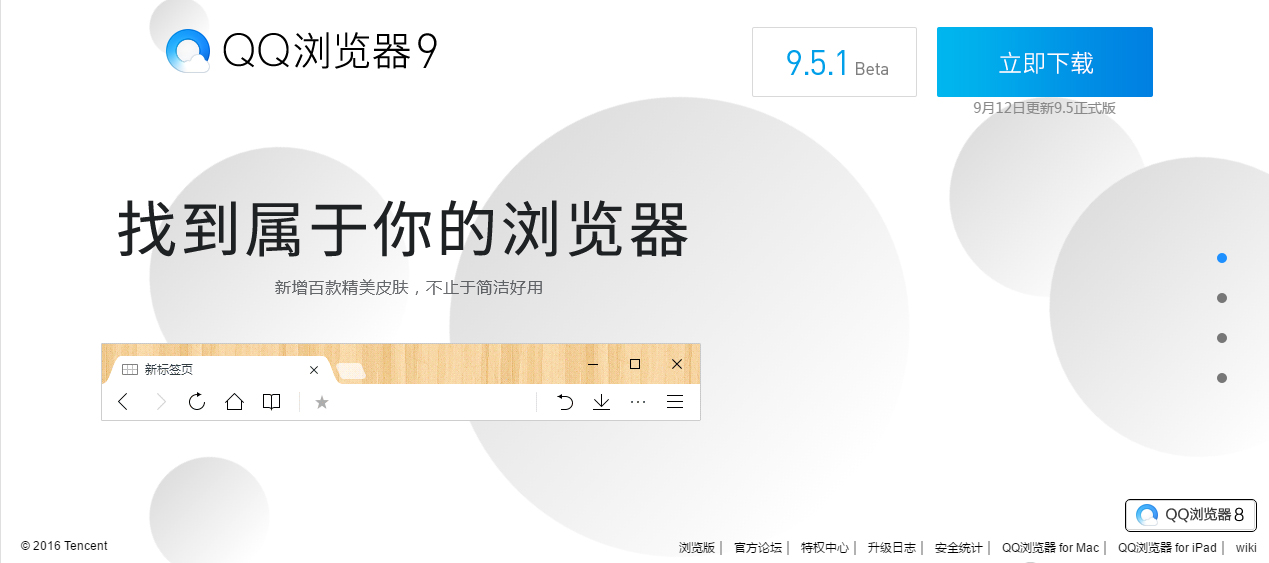 QQ浏览器9
9.5.1 Beta
立即下载
9月12日更新9.5正式版
找到属于你的浏览器
新增百款精美皮肤，不止于简洁好用
新标签页
QQ浏览器8
© 2016 Tencent
浏览版 | 官方论坛 | 特权中心 | 升级日志 | 安全统计 | QQ浏览器 for Mac | QQ浏览器 for iPad | wiki